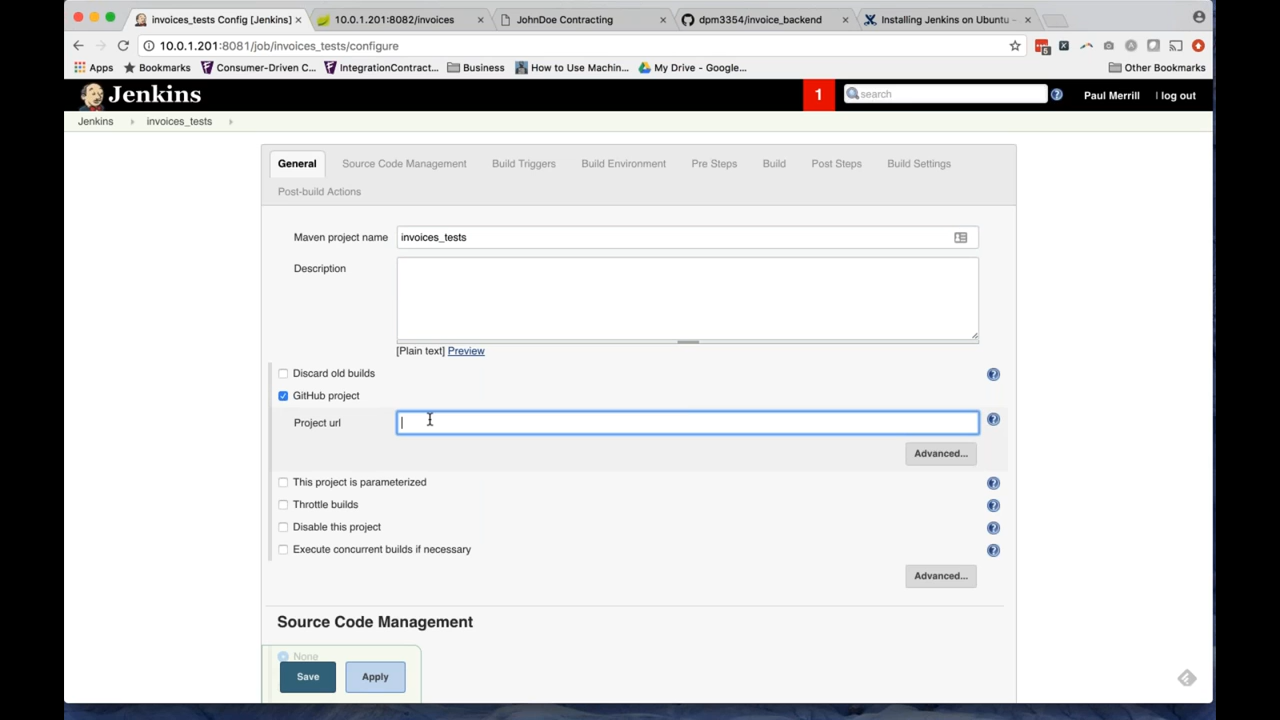 invoices_tests Config [Jenkins] 10.0.1.201:8082/invoices JohnDoe Contracting dpm3354/invoice_backend Installing Jenkins on Ubuntu -
10.0.1.201:8081/job/invoices_tests/configure
Apps Bookmarks Consumer-Driven C... IntegrationContract... Business How to Use Machin... My Drive - Google... Other Bookmarks
Jenkins 1 search Paul Merrill | log out
Jenkins invoices_tests
General Source Code Management Build Triggers Build Environment Pre Steps Build Post Steps Build Settings
Post-build Actions
Maven project name invoices_tests
Description
[Plain text] Preview
Discard old builds
GitHub project
Project url
Advanced...
This project is parameterized
Throttle builds
Disable this project
Execute concurrent builds if necessary
Advanced...
Source Code Management
None
Save Apply